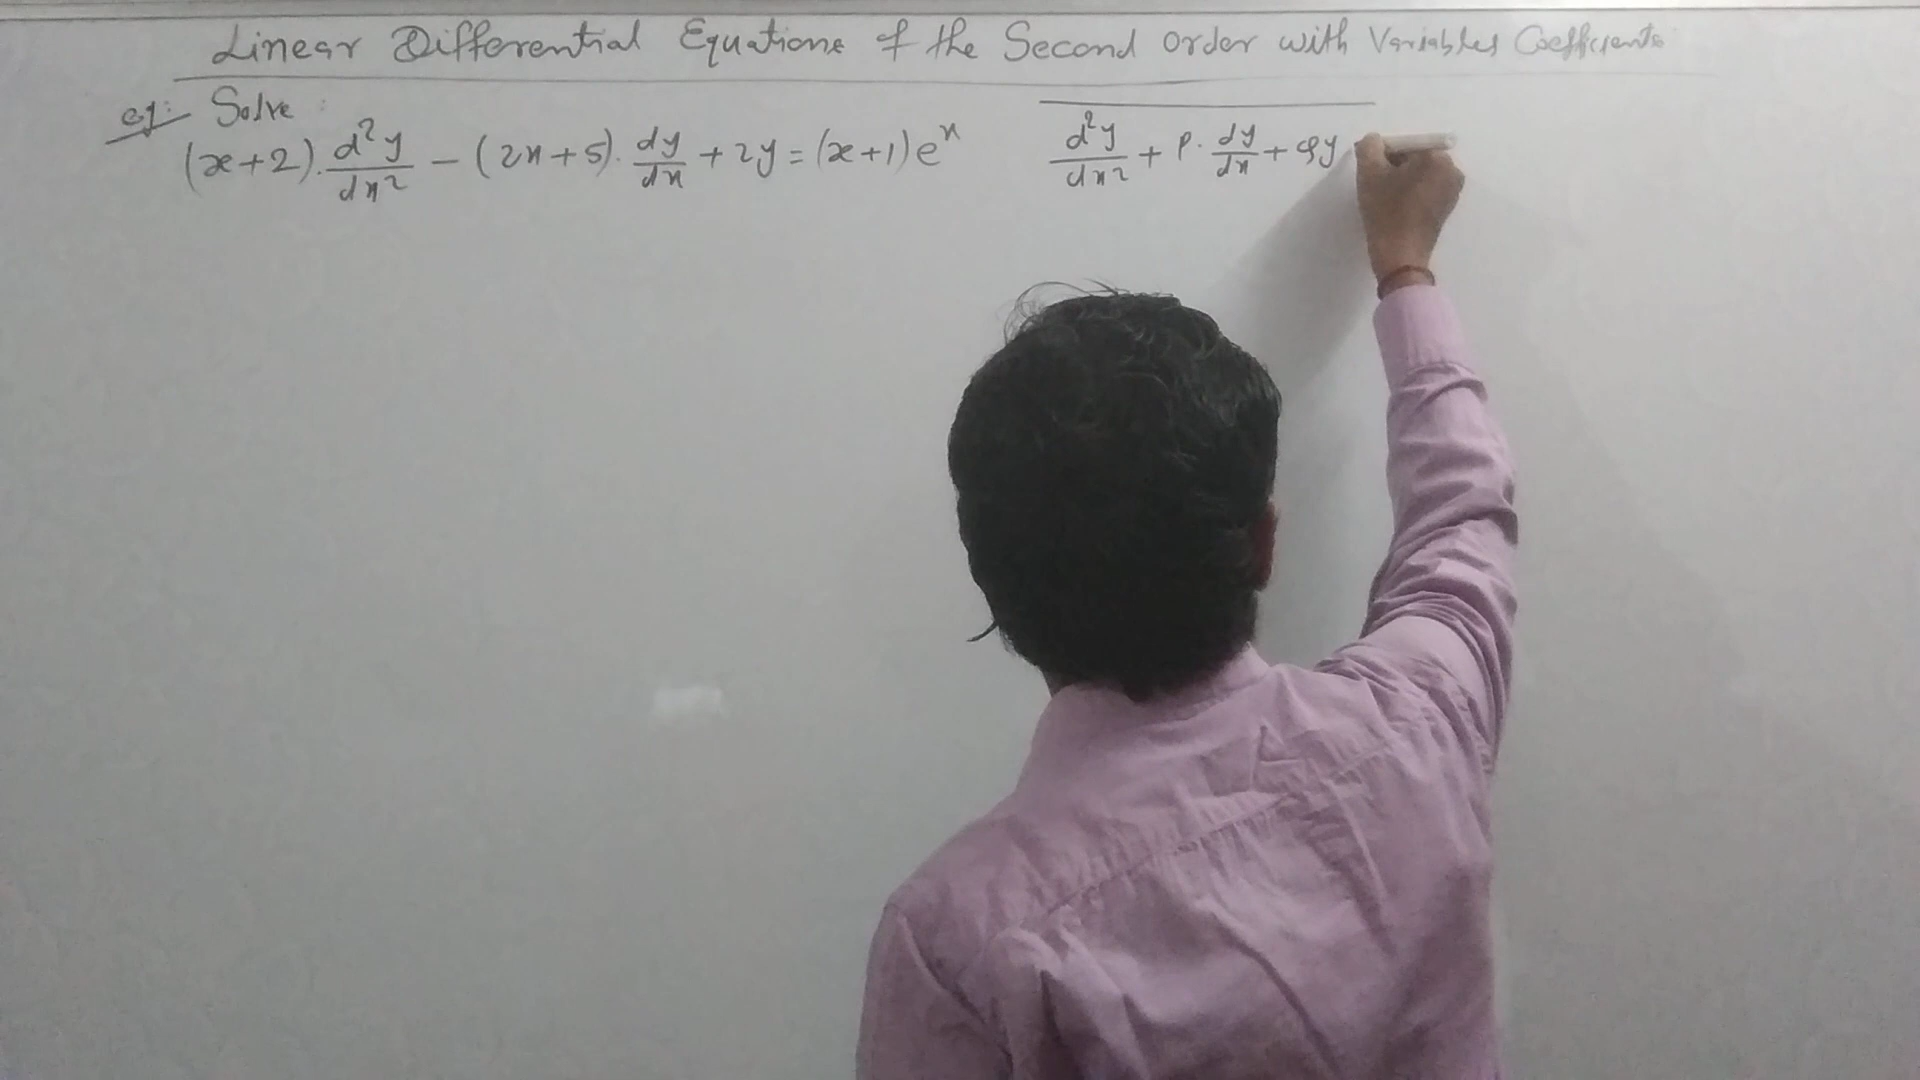 Linear Differential Equations of the Second order with Variables Coefficients
eg: Solve:
(x+2).d²y/dx² - (2x+5).dy/dx + 2y = (x+1)eˣ
d²y/dx² + P.dy/dx + Qy